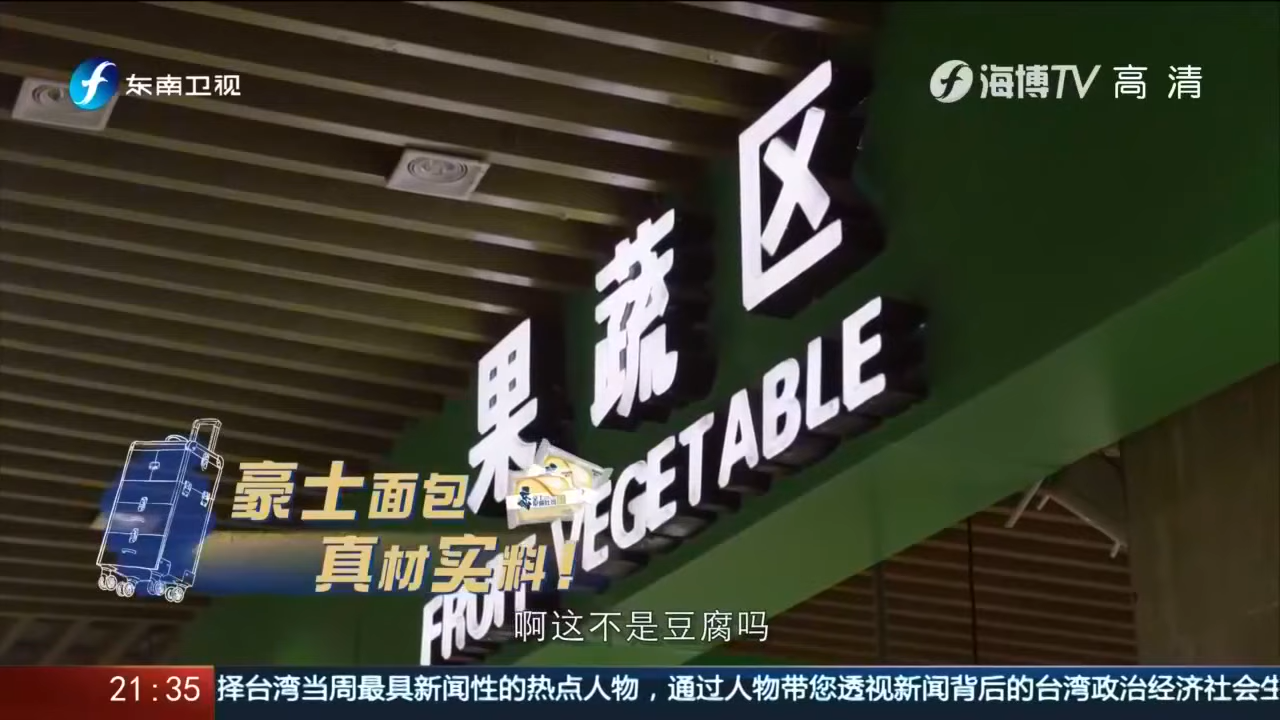 东南卫视
海博TV 高清
果蔬区
FRUIT VEGETABLE
豪士面包
真材实料!
啊这不是豆腐吗
21:35
择台湾当周最具新闻性的热点人物，通过人物带您透视新闻背后的台湾政治经济社会生